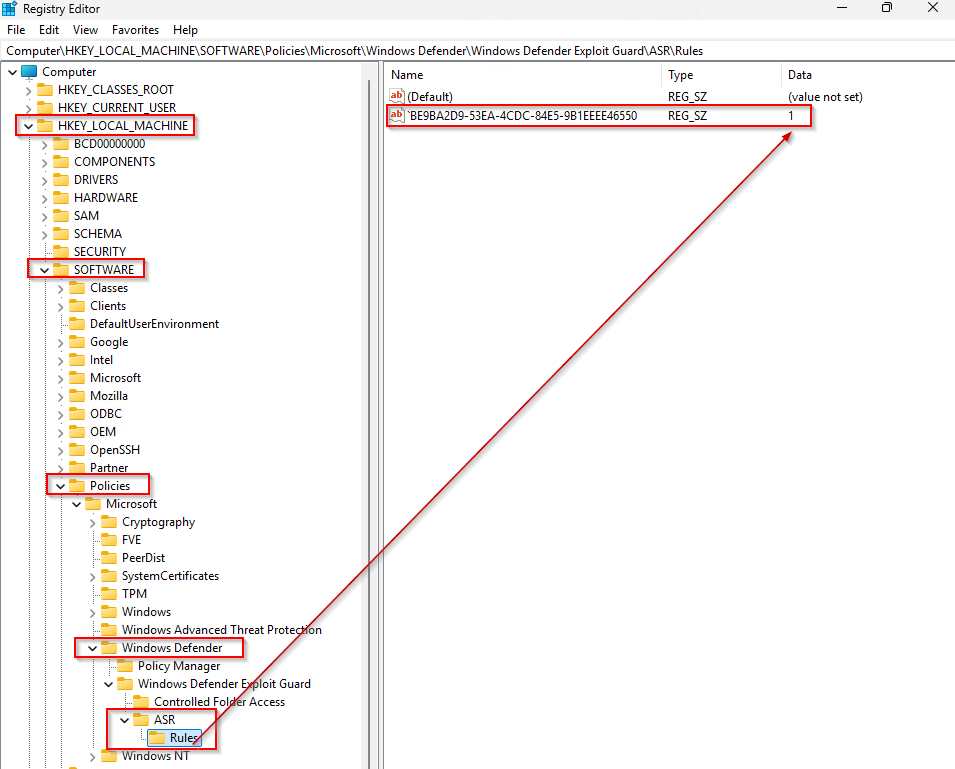 Registry Editor
File Edit View Favorites Help
Computer\HKEY_LOCAL_MACHINE\SOFTWARE\Policies\Microsoft\Windows Defender\Windows Defender Exploit Guard\ASR\Rules
Computer
HKEY_CLASSES_ROOT
HKEY_CURRENT_USER
HKEY_LOCAL_MACHINE
BCD00000000
COMPONENTS
DRIVERS
HARDWARE
SAM
SCHEMA
SECURITY
SOFTWARE
Classes
Clients
DefaultUserEnvironment
Google
Intel
Microsoft
Mozilla
ODBC
OEM
OpenSSH
Partner
Policies
Microsoft
Cryptography
FVE
PeerDist
SystemCertificates
TPM
Windows
Windows Advanced Threat Protection
Windows Defender
Policy Manager
Windows Defender Exploit Guard
Controlled Folder Access
ASR
Rules
Windows NT
Name Type Data
ab (Default) REG_SZ (value not set)
ab `BE9BA2D9-53EA-4CDC-84E5-9B1EEEE46550 REG_SZ 1